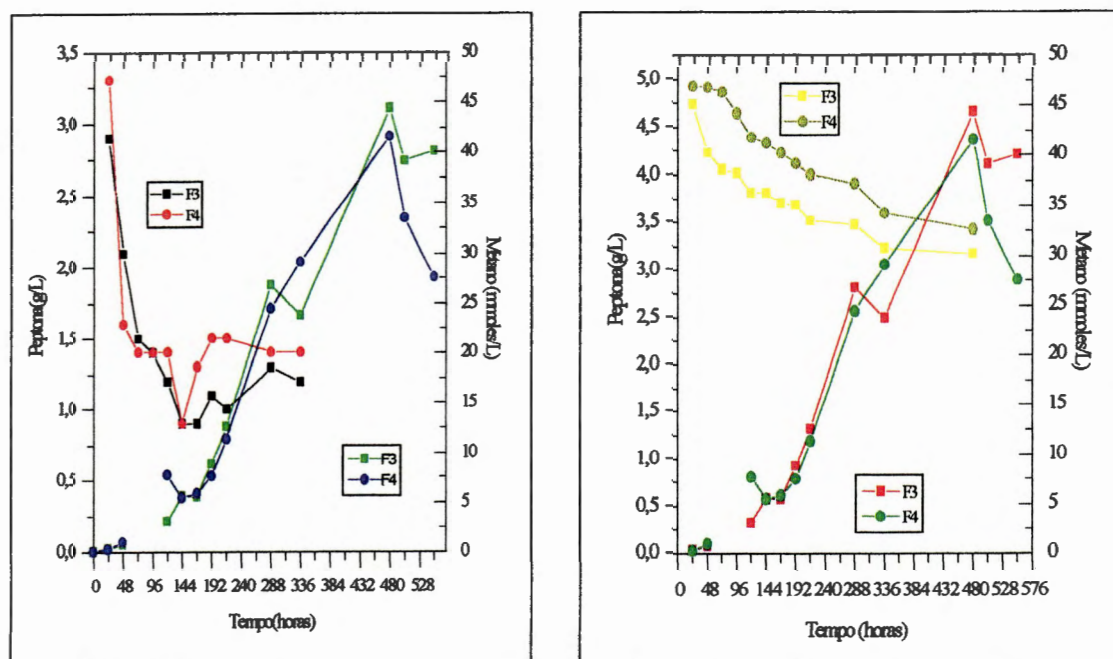 3,5
3,0
2,5
2,0
1,5
1,0
0,5
0,0
Peptona(g/L)
F3
F4
F3
F4
50
45
40
35
30
25
20
15
10
5
0
Metano (mmoles/L)
0 48 96 144 192 240 288 336 384 432 480 528
Tempo(horas)
5,0
4,5
4,0
3,5
3,0
2,5
2,0
1,5
1,0
0,5
0,0
Peptona(g/L)
F3
F4
F3
F4
50
45
40
35
30
25
20
15
10
5
0
Metano (mmoles/L)
0 48 96 144 192 240 288 336 384 432 480 528 576
Tempo (horas)